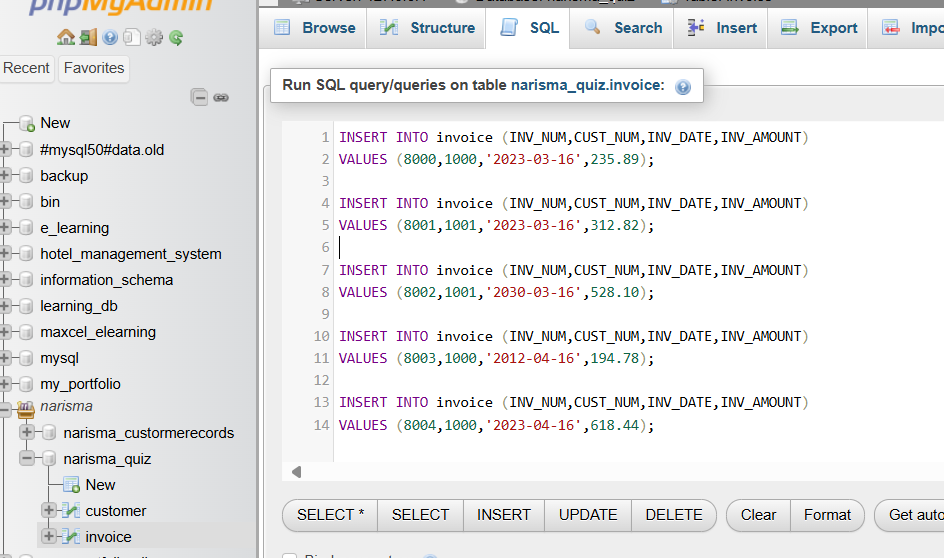 phpMyAdmin
Recent
Favorites
New
#mysql50#data.old
backup
bin
e_learning
hotel_management_system
information_schema
learning_db
maxcel_elearning
mysql
my_portfolio
narisma
narisma_custormerecords
narisma_quiz
New
customer
invoice
Browse Structure SQL Search Insert Export Impo
Run SQL query/queries on table narisma_quiz.invoice:
1 INSERT INTO invoice (INV_NUM,CUST_NUM,INV_DATE,INV_AMOUNT)
2 VALUES (8000,1000,'2023-03-16',235.89);
3
4 INSERT INTO invoice (INV_NUM,CUST_NUM,INV_DATE,INV_AMOUNT)
5 VALUES (8001,1001,'2023-03-16',312.82);
6
7 INSERT INTO invoice (INV_NUM,CUST_NUM,INV_DATE,INV_AMOUNT)
8 VALUES (8002,1001,'2030-03-16',528.10);
9
10 INSERT INTO invoice (INV_NUM,CUST_NUM,INV_DATE,INV_AMOUNT)
11 VALUES (8003,1000,'2012-04-16',194.78);
12
13 INSERT INTO invoice (INV_NUM,CUST_NUM,INV_DATE,INV_AMOUNT)
14 VALUES (8004,1000,'2023-04-16',618.44);
SELECT * SELECT INSERT UPDATE DELETE Clear Format Get auto